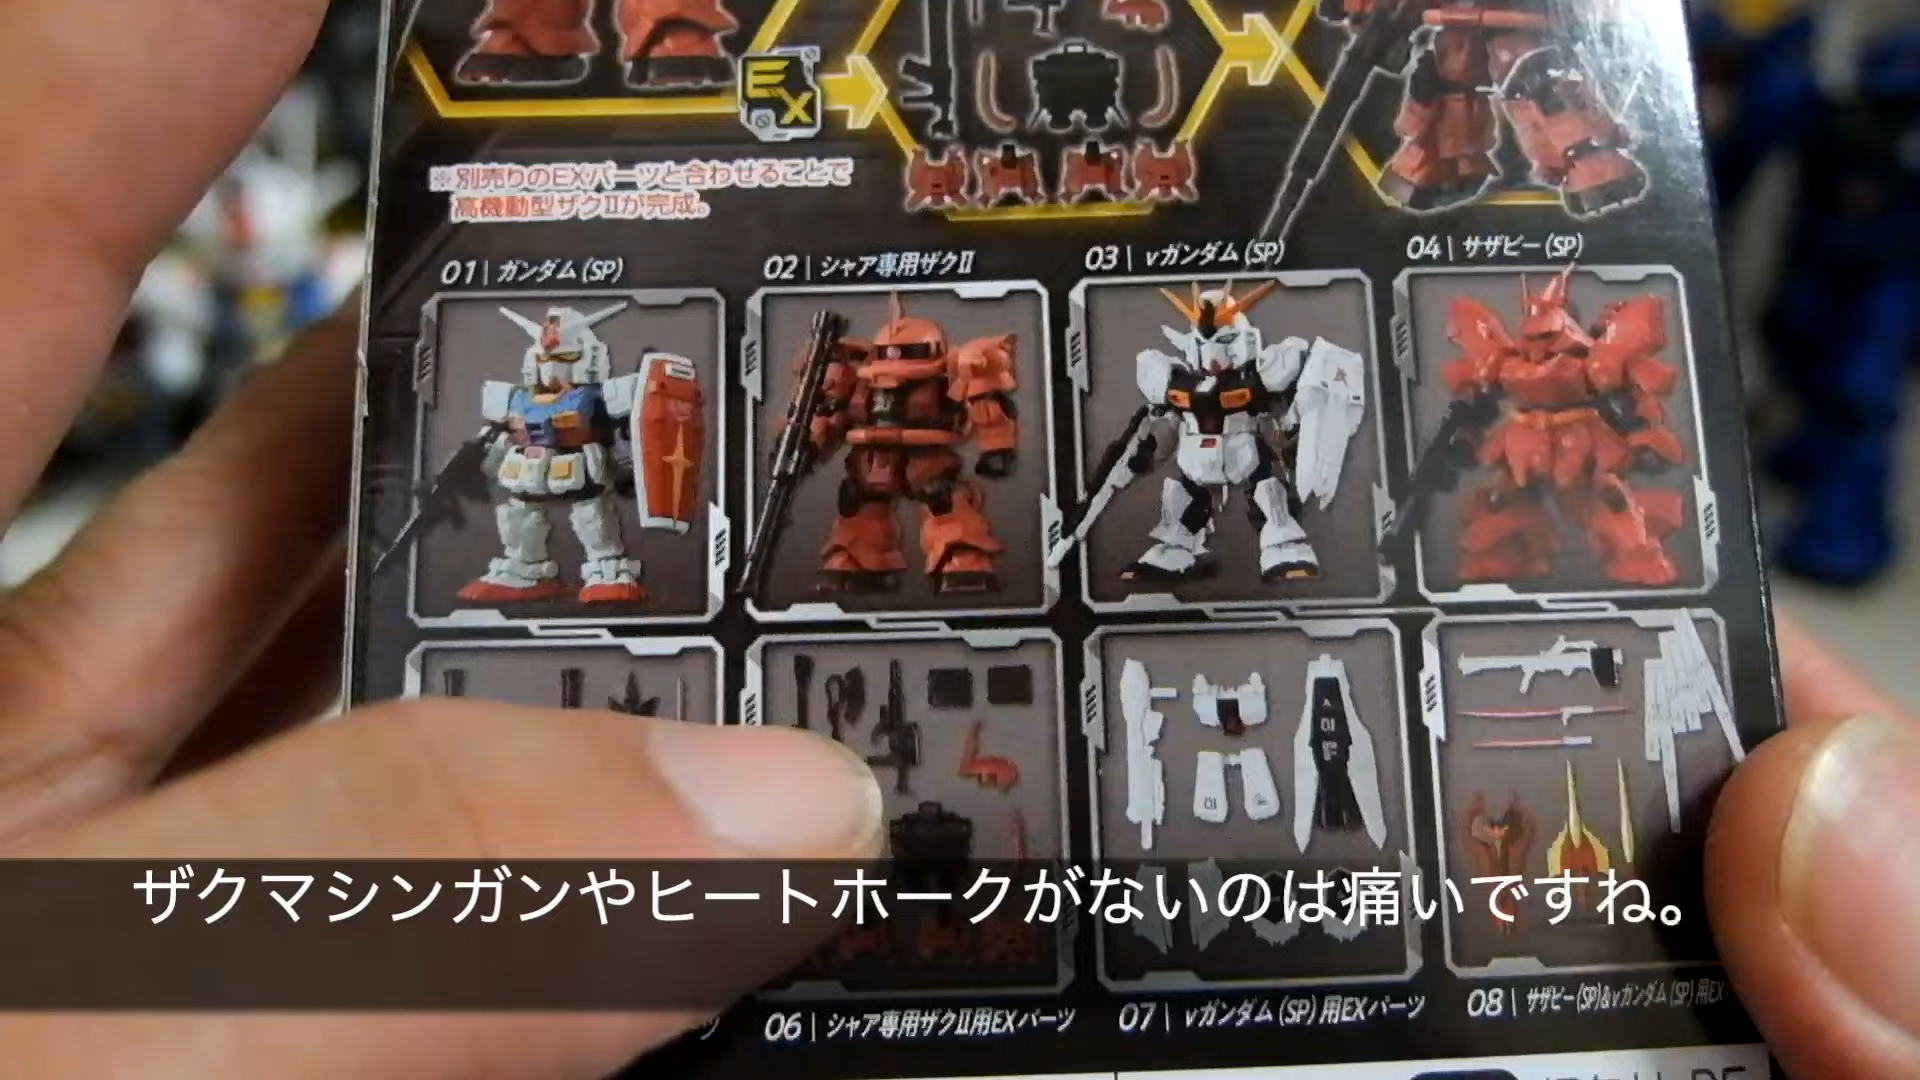 EX
※別売りのEXパーツと合わせることで
高機動型ザクⅡが完成。
01 | ガンダム (SP)
02 | シャア専用ザクⅡ
03 | νガンダム (SP)
04 | サザビー (SP)
ザクマシンガンやヒートホークがないのは痛いですね。
06 | シャア専用ザクⅡ用EXパーツ
07 | νガンダム (SP) 用EXパーツ
08 | サザビー(SP)&νガンダム (SP) 用EX